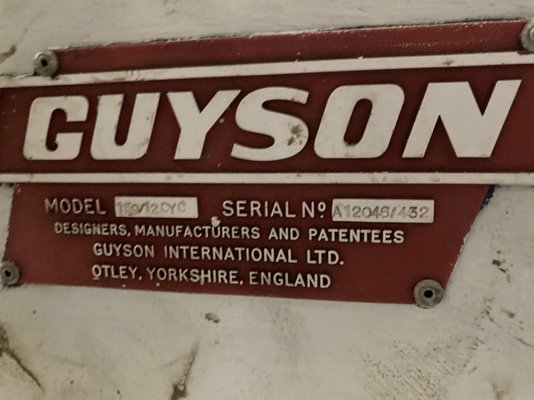 GUYSON
MODEL SERIAL Nº A12046/432
DESIGNERS, MANUFACTURERS AND PATENTEES
GUYSON INTERNATIONAL LTD.
OTLEY, YORKSHIRE, ENGLAND